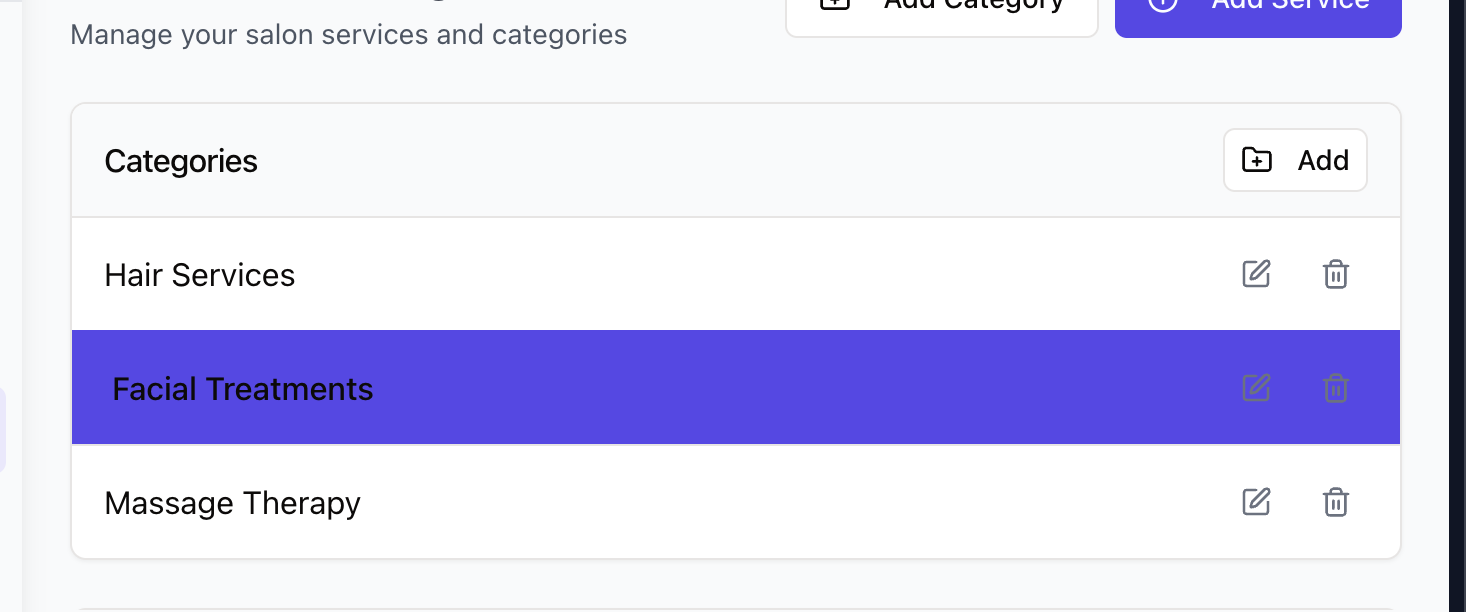 Add Category
Add Service
Manage your salon services and categories
Categories
Add
Hair Services
Facial Treatments
Massage Therapy